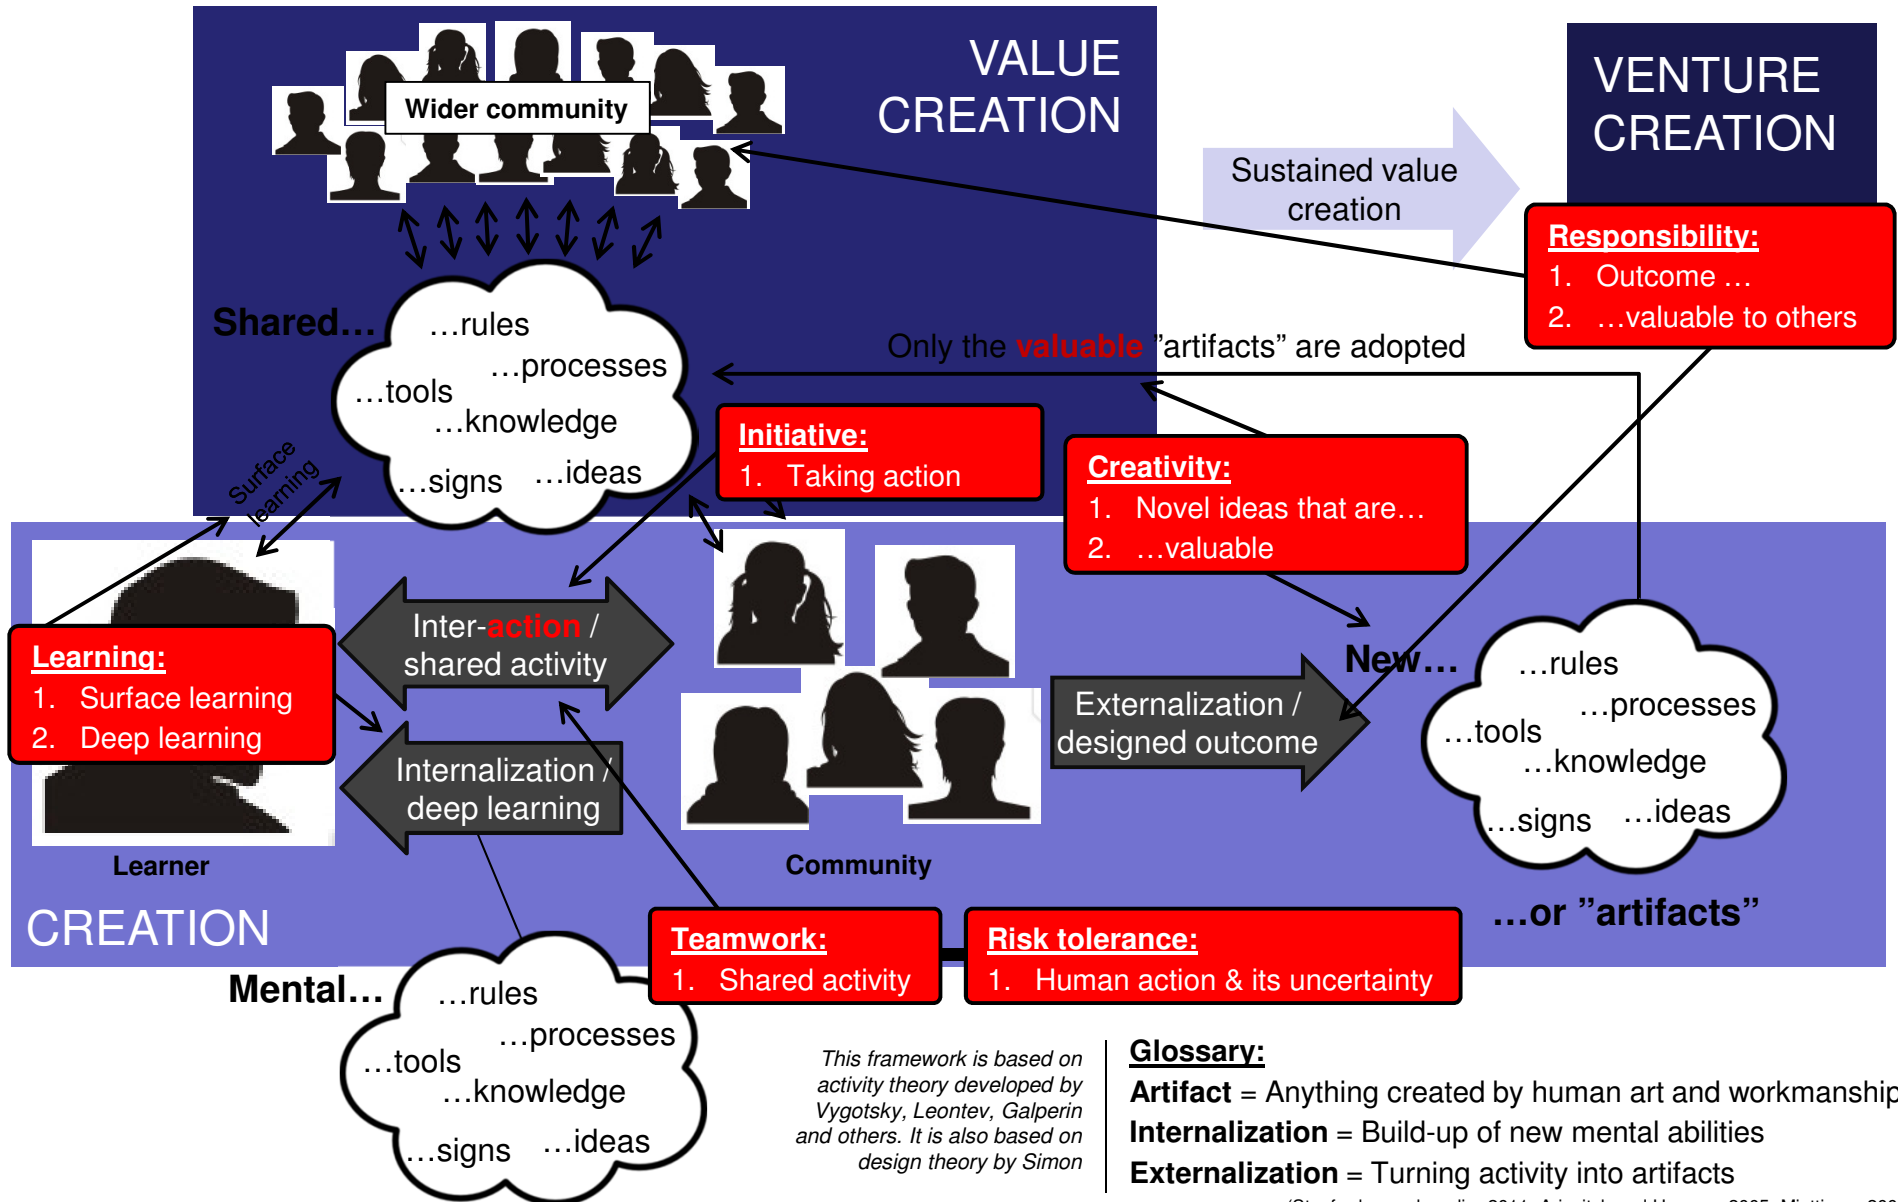 VALUE
CREATION
VENTURE
CREATION
Wider community
Sustained value
creation
Responsibility:
1. Outcome …
2. …valuable to others
Shared…
…rules
…processes
…tools
…knowledge
…signs
…ideas
Only the valuable ”artifacts” are adopted
Initiative:
1. Taking action
Creativity:
1. Novel ideas that are…
2. …valuable
Surface
learning
Learning:
1. Surface learning
2. Deep learning
Inter-action /
shared activity
Internalization /
deep learning
Externalization /
designed outcome
New…
…rules
…processes
…tools
…knowledge
…signs
…ideas
…or ”artifacts”
Learner
Community
CREATION
Teamwork:
1. Shared activity
Risk tolerance:
1. Human action & its uncertainty
Mental…
…rules
…processes
…tools
…knowledge
…signs
…ideas
This framework is based on
activity theory developed by
Vygotsky, Leontev, Galperin
and others. It is also based on
design theory by Simon
Glossary:
Artifact = Anything created by human art and workmanship
Internalization = Build-up of new mental abilities
Externalization = Turning activity into artifacts